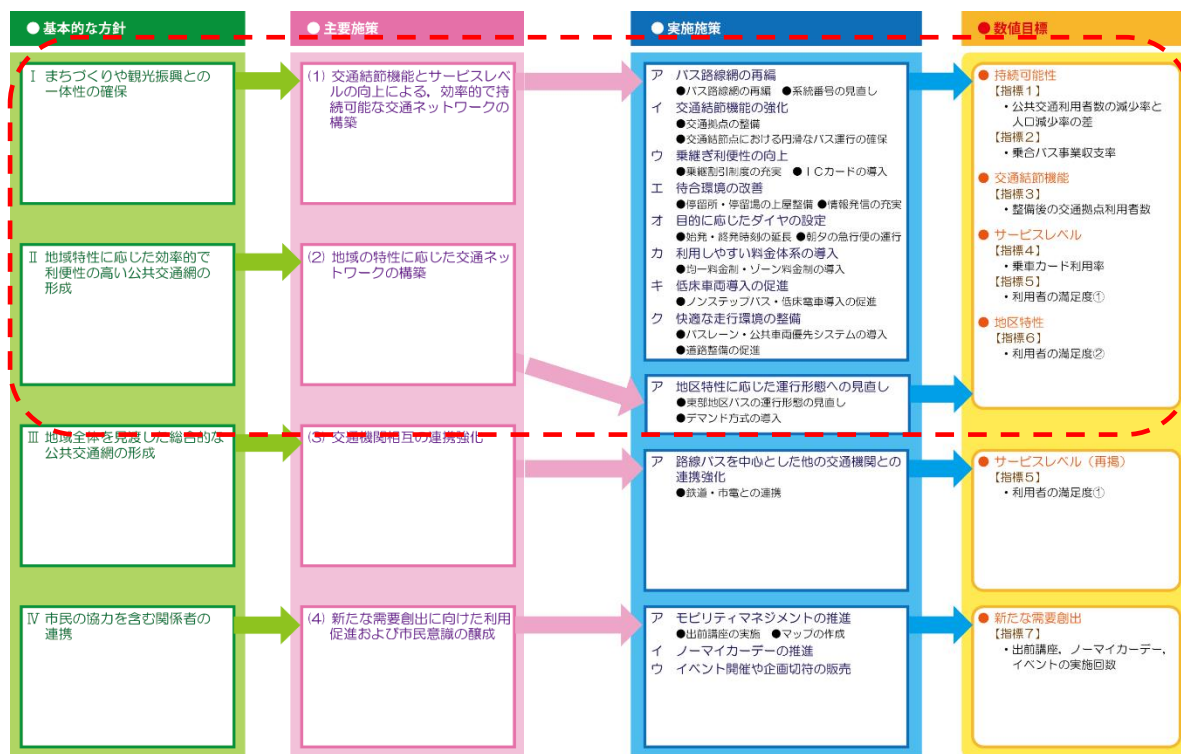 ●基本的な方針
Ⅰ まちづくりや観光振興との
一体性の確保
Ⅱ 地域特性に応じた効率的で
利便性の高い公共交通網の
形成
Ⅲ 地域全体を見渡した総合的な
公共交通網の形成
Ⅳ 市民の協力を含む関係者の
連携
●主要施策
(1) 交通結節機能とサービスレベ
ルの向上による，効率的で持
続可能な交通ネットワークの
構築
(2) 地域の特性に応じた交通ネッ
トワークの構築
(3) 交通機関相互の連携強化
(4) 新たな需要創出に向けた利用
促進および市民意識の醸成
●実施施策
ア バス路線網の再編
●バス路線網の再編 ●系統番号の見直し
イ 交通結節機能の強化
●交通拠点の整備
●交通結節点における円滑なバス運行の確保
ウ 乗継ぎ利便性の向上
●乗継割引制度の充実 ●ICカードの導入
エ 待合環境の改善
●停留所・停留場の上屋整備 ●情報発信の充実
オ 目的に応じたダイヤの設定
●始発・終発時刻の延長 ●朝夕の急行便の運行
カ 利用しやすい料金体系の導入
●均一料金制・ゾーン料金制の導入
キ 低床車両導入の促進
●ノンステップバス・低床電車導入の促進
ク 快適な走行環境の整備
●バスレーン・公共車両優先システムの導入
●道路整備の促進
ア 地区特性に応じた運行形態への見直し
●東部地区バスの運行形態の見直し
●デマンド方式の導入
ア 路線バスを中心とした他の交通機関との
連携強化
●鉄道・市電との連携
ア モビリティマネジメントの推進
●出前講座の実施 ●マップの作成
イ ノーマイカーデーの推進
ウ イベント開催や企画切符の販売
●数値目標
●持続可能性
【指標1】
・公共交通利用者数の減少率と
人口減少率の差
【指標2】
・乗合バス事業収支率
●交通結節機能
【指標3】
・整備後の交通拠点利用者数
●サービスレベル
【指標4】
・乗車カード利用率
【指標5】
・利用者の満足度①
●地区特性
【指標6】
・利用者の満足度②
●サービスレベル（再掲）
【指標5】
・利用者の満足度①
●新たな需要創出
【指標7】
・出前講座，ノーマイカーデー，
イベントの実施回数